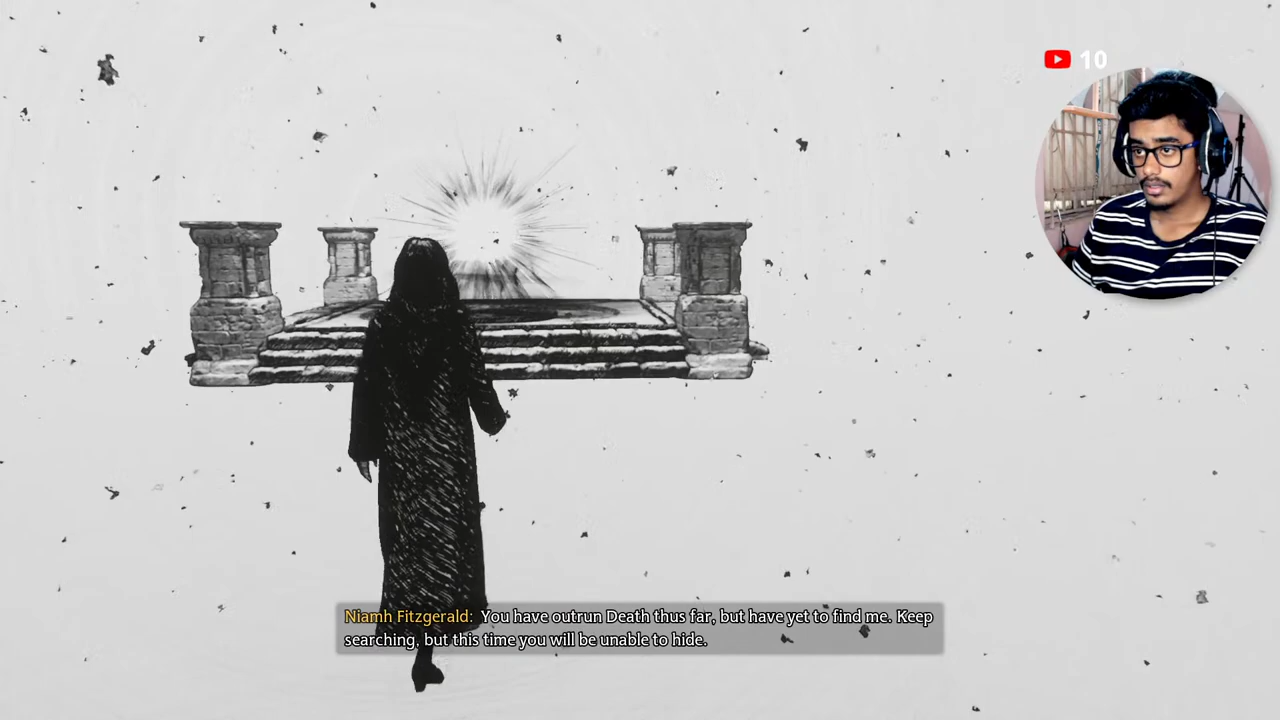 10
Niamh Fitzgerald: You have outrun Death thus far, but have yet to find me. Keep
searching, but this time you will be unable to hide.